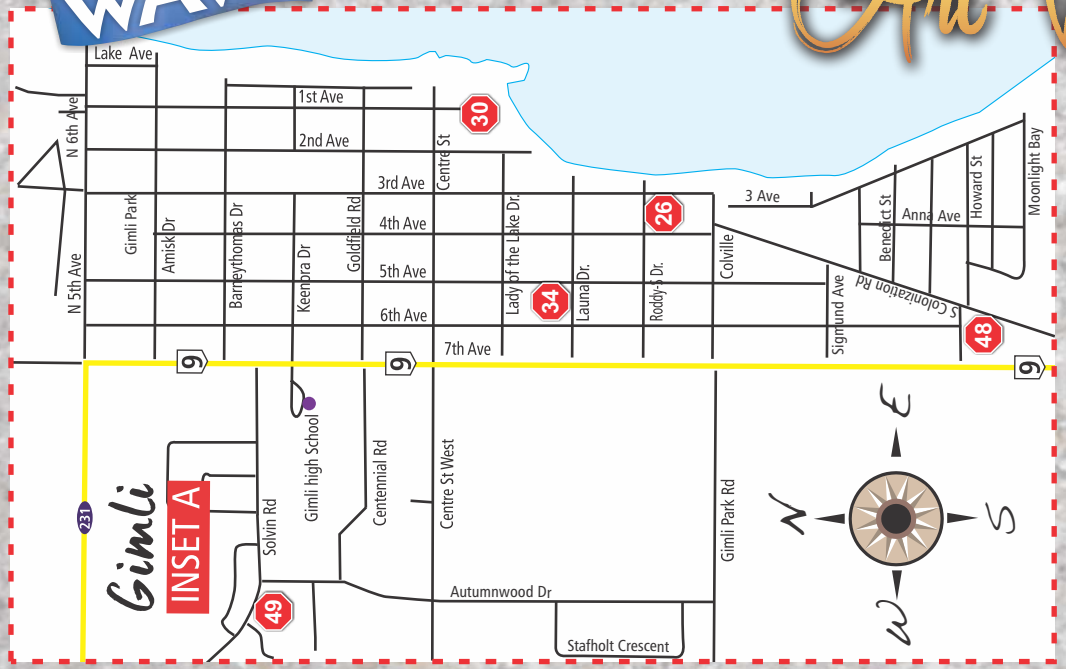 WAV
Art
Lake Ave
N 6th Ave
1st Ave
30
2nd Ave
Centre St
3rd Ave
3 Ave
Gimli Park
Amisk Dr
Barneythomas Dr
Keenora Dr
Goldfield Rd
4th Ave
Lady of the Lake Dr.
26
Colville
Benedict St
Anna Ave
Howard St
Moonlight Bay
N 5th Ave
5th Ave
34
Launa Dr.
Roddy-S Dr.
S Colonization Rd
6th Ave
Sigmund Ave
48
7th Ave
9
9
9
231
Gimli
INSET A
Solvin Rd
Gimli high School
Centennial Rd
Centre St West
Gimli Park Rd
49
Autumnwood Dr
Stafholt Crescent
E
N
S
W